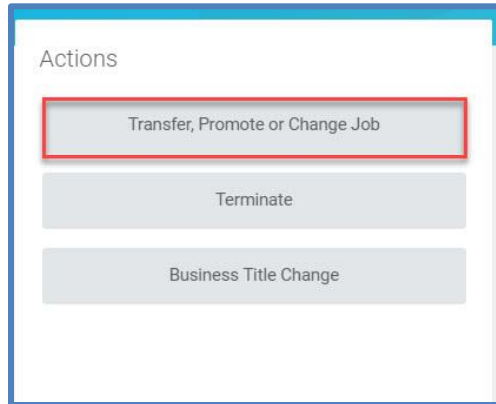 Actions
Transfer, Promote or Change Job
Terminate
Business Title Change